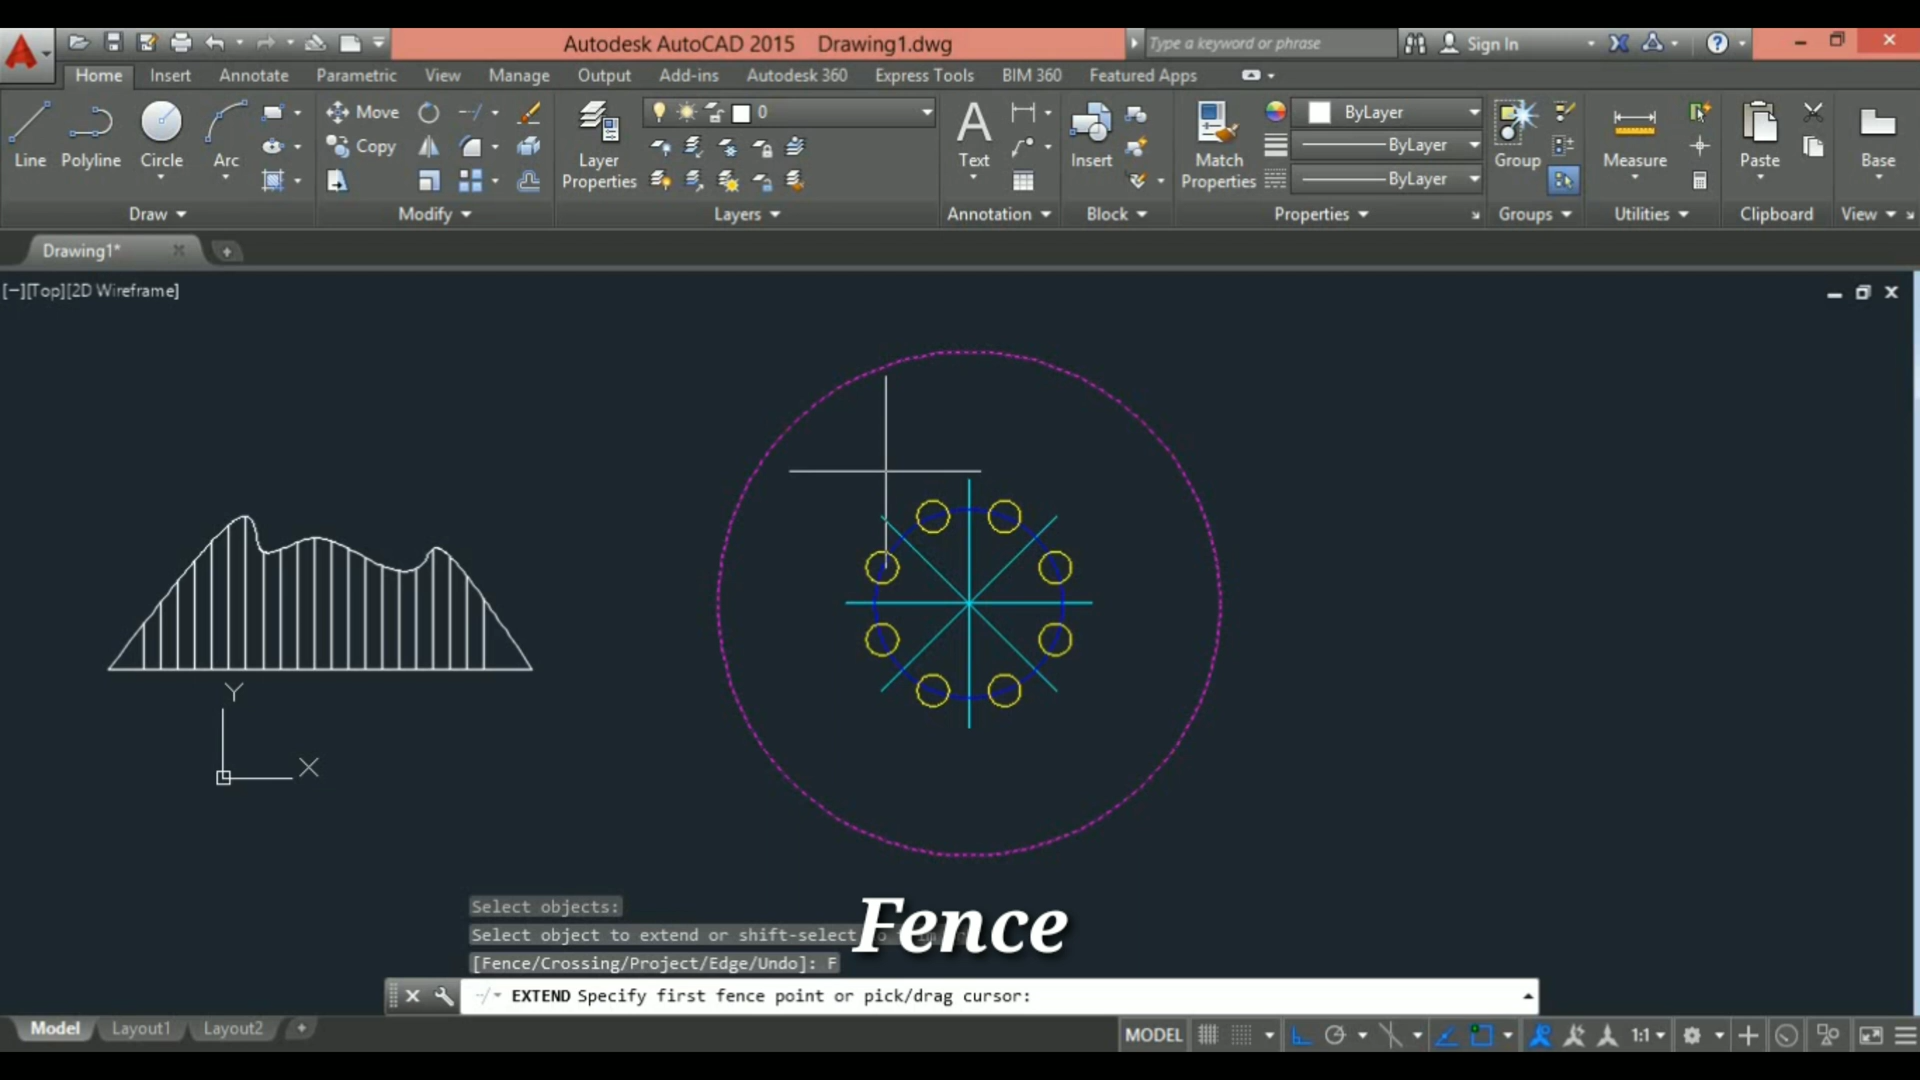 Autodesk AutoCAD 2015 Drawing1.dwg
Type a keyword or phrase
Sign In
Home Insert Annotate Parametric View Manage Output Add-ins Autodesk 360 Express Tools BIM 360 Featured Apps
Move
Copy
0
ByLayer
ByLayer
ByLayer
Line Polyline Circle Arc
Layer Properties
Text
Insert
Match Properties
Group
Measure
Paste
Base
Draw Modify Layers Annotation Block Properties Groups Utilities Clipboard View
Drawing1*
[−][Top][2D Wireframe]
Y
X
Select objects:
Select object to extend or shift-select
Fence
[Fence/Crossing/Project/Edge/Undo]: F
EXTEND Specify first fence point or pick/drag cursor:
Model Layout1 Layout2
MODEL 1:1